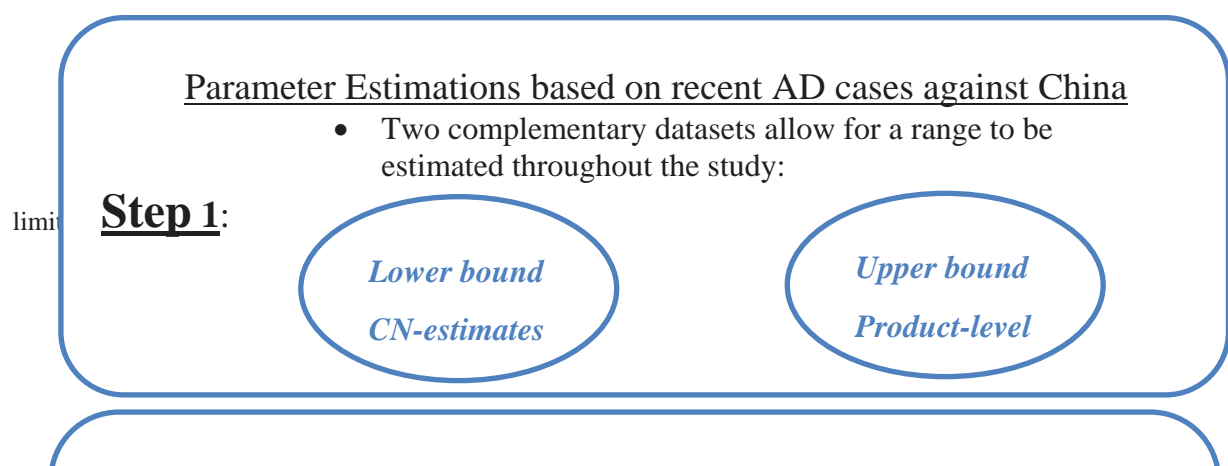 Parameter Estimations based on recent AD cases against China
• Two complementary datasets allow for a range to be
estimated throughout the study:
limit
Step 1:
Lower bound
CN-estimates
Upper bound
Product-level